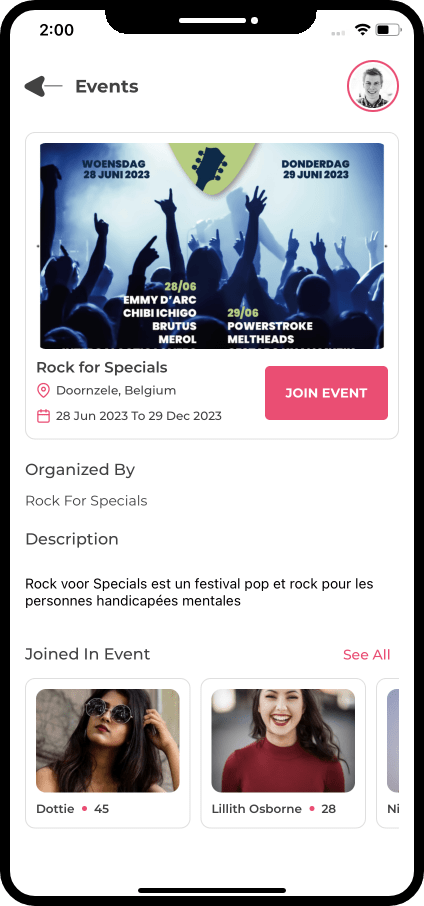 2:00
Events
WOENSDAG
28 JUNI 2023
DONDERDAG
29 JUNI 2023
28/06
EMMY D'ARC
CHIBI ICHIGO
BRUTUS
MEROL
29/06
POWERSTROKE
MELTHEADS
Rock for Specials
Doornzele, Belgium
28 Jun 2023 To 29 Dec 2023
JOIN EVENT
Organized By
Rock For Specials
Description
Rock voor Specials est un festival pop et rock pour les
personnes handicapées mentales
Joined In Event
See All
Dottie • 45
Lillith Osborne • 28
Ni